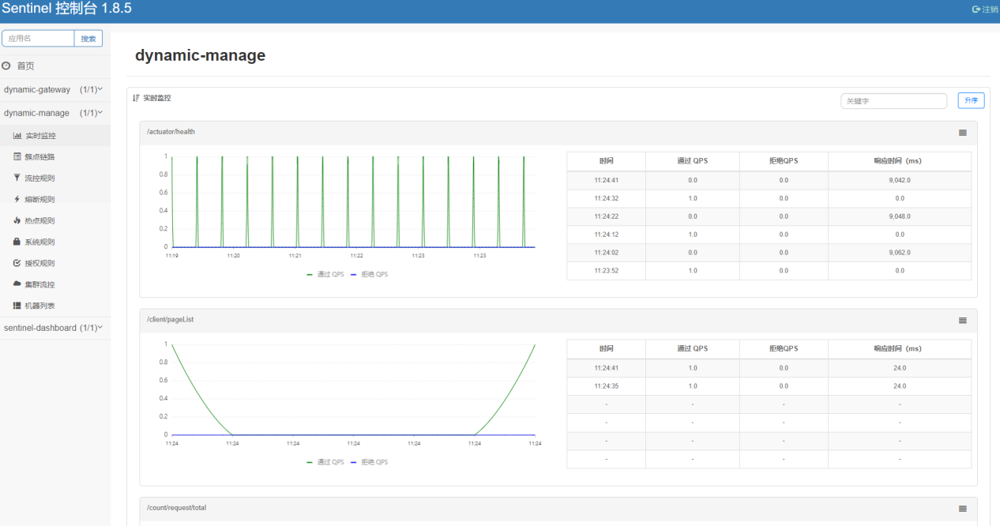 Sentinel 控制台 1.8.5
注销
应用名 搜索
首页
dynamic-gateway (1/1)
dynamic-manage (1/1)
实时监控
簇点链路
流控规则
熔断规则
热点规则
系统规则
授权规则
集群流控
机器列表
sentinel-dashboard (1/1)
dynamic-manage
实时监控
关键字 升序
/actuator/health
1
0.8
0.6
0.4
0.2
0
11:19 11:20 11:21 11:22 11:23 11:23
通过 QPS 拒绝 QPS
时间 通过 QPS 拒绝QPS 响应时间（ms）
11:24:41 0.0 0.0 9,042.0
11:24:32 1.0 0.0 0.0
11:24:22 0.0 0.0 9,048.0
11:24:12 1.0 0.0 0.0
11:24:02 0.0 0.0 9,062.0
11:23:52 1.0 0.0 0.0
/client/pageList
1
0.8
0.6
0.4
0.2
0
11:24 11:24 11:24 11:24 11:24 11:24 11:24
通过 QPS 拒绝 QPS
时间 通过 QPS 拒绝QPS 响应时间（ms）
11:24:41 1.0 0.0 24.0
11:24:35 1.0 0.0 24.0
- - - -
- - - -
- - - -
- - - -
/count/request/total